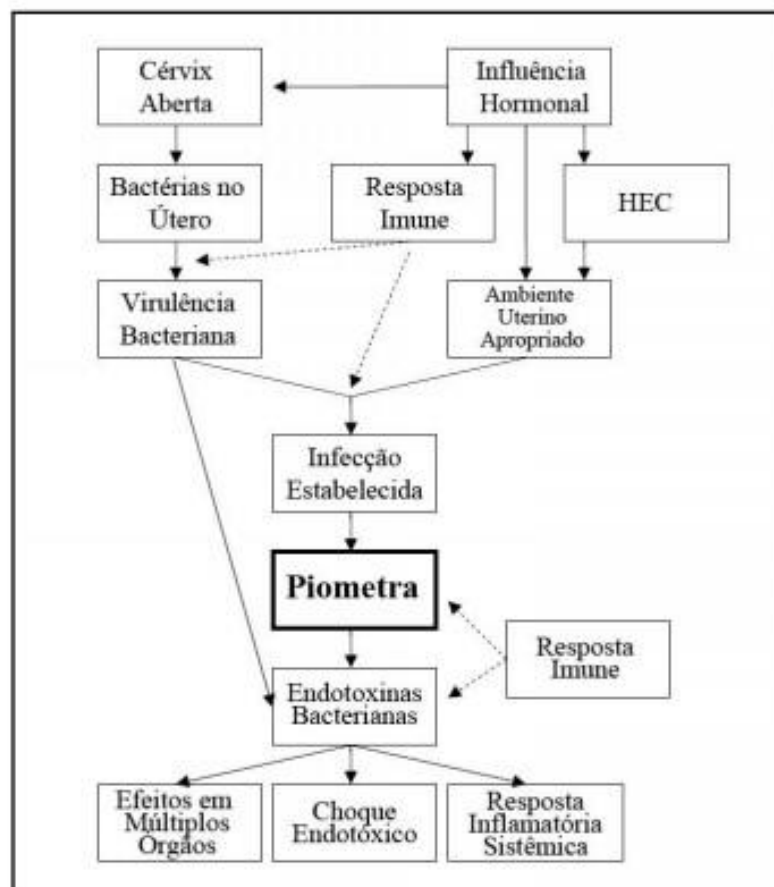 Cérvix
Aberta
Influência
Hormonal
Bactérias no
Útero
Resposta
Imune
HEC
Virulência
Bacteriana
Ambiente
Uterino
Apropriado
Infecção
Estabelecida
Piometra
Resposta
Imune
Endotoxinas
Bacterianas
Efeitos em
Múltiplos
Órgãos
Choque
Endotóxico
Resposta
Inflamatória
Sistêmica